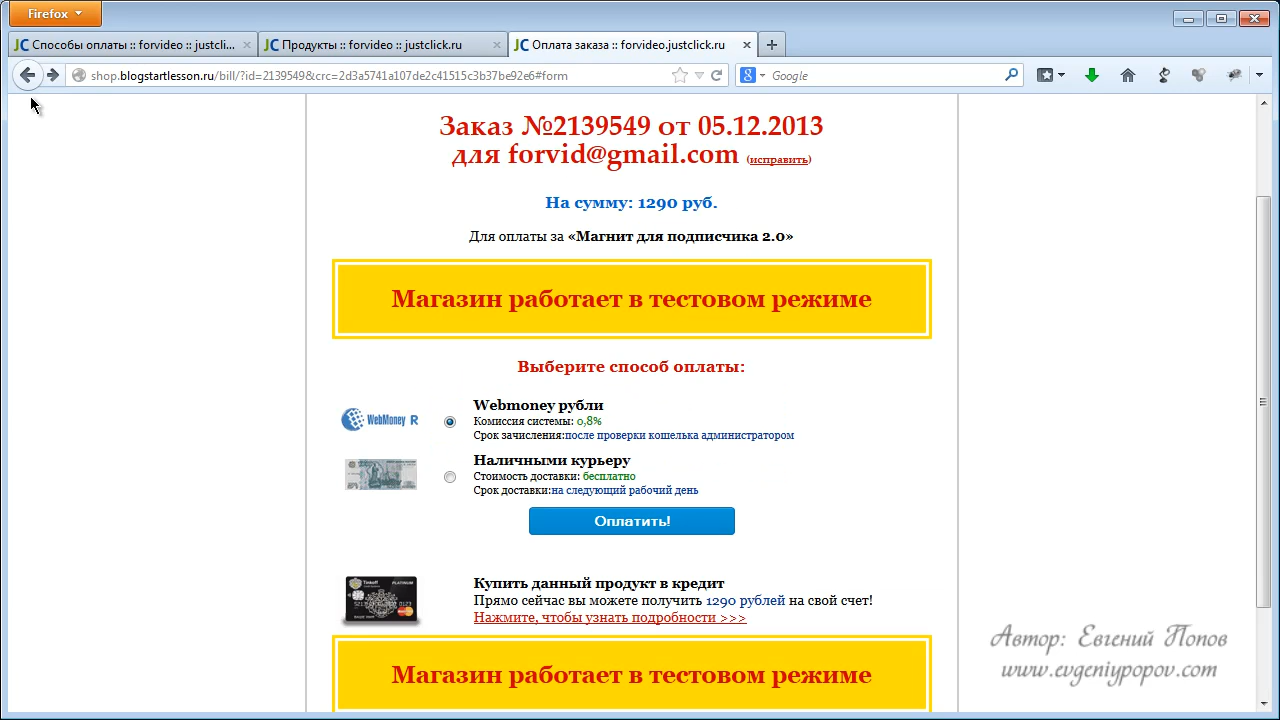 Firefox
Способы оплаты :: forvideo :: justcli...
Продукты :: forvideo :: justclick.ru
Оплата заказа :: forvideo.justclick.ru
shop.blogstartlesson.ru/bill/?id=2139549&crc=2d3a5741a107de2c41515c3b37be92e6#form
Google
Заказ №2139549 от 05.12.2013
для forvid@gmail.com (исправить)
На сумму: 1290 руб.
Для оплаты за «Магнит для подписчика 2.0»
Магазин работает в тестовом режиме
Выберите способ оплаты:
WebMoney R
Webmoney рубли
Комиссия системы: 0,8%
Срок зачисления:после проверки кошелька администратором
Наличными курьеру
Стоимость доставки: бесплатно
Срок доставки:на следующий рабочий день
Оплатить!
Купить данный продукт в кредит
Прямо сейчас вы можете получить 1290 рублей на свой счет!
Нажмите, чтобы узнать подробности >>>
Магазин работает в тестовом режиме
Автор: Евгений Попов
www.evgeniypopov.com